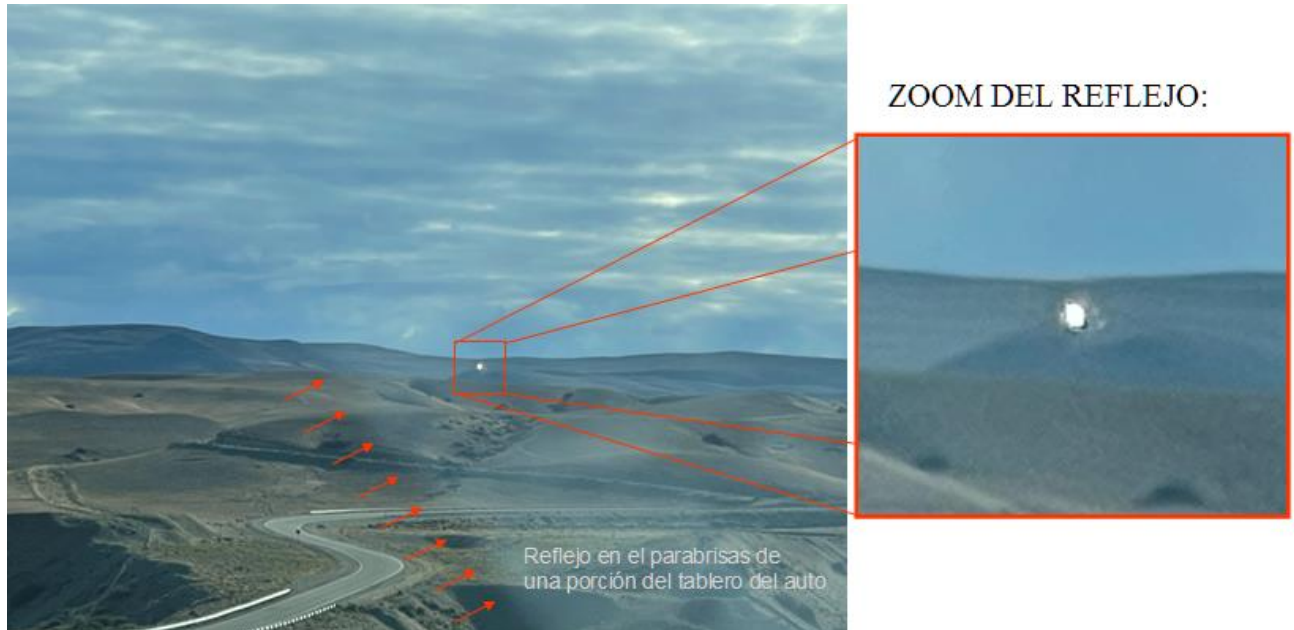 ZOOM DEL REFLEJO:
Reflejo en el parabrisas de
una porción del tablero del auto